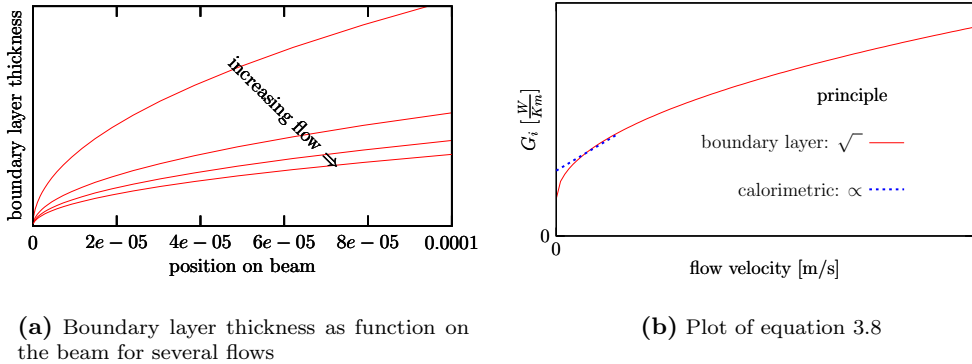 boundary layer thickness
increasing flow ⇒
0 2e − 05 4e − 05 6e − 05 8e − 05 0.0001
position on beam
(a) Boundary layer thickness as function on
the beam for several flows
G_i [W/Km]
principle
boundary layer: √
calorimetric: ∝
0
0
flow velocity [m/s]
(b) Plot of equation 3.8